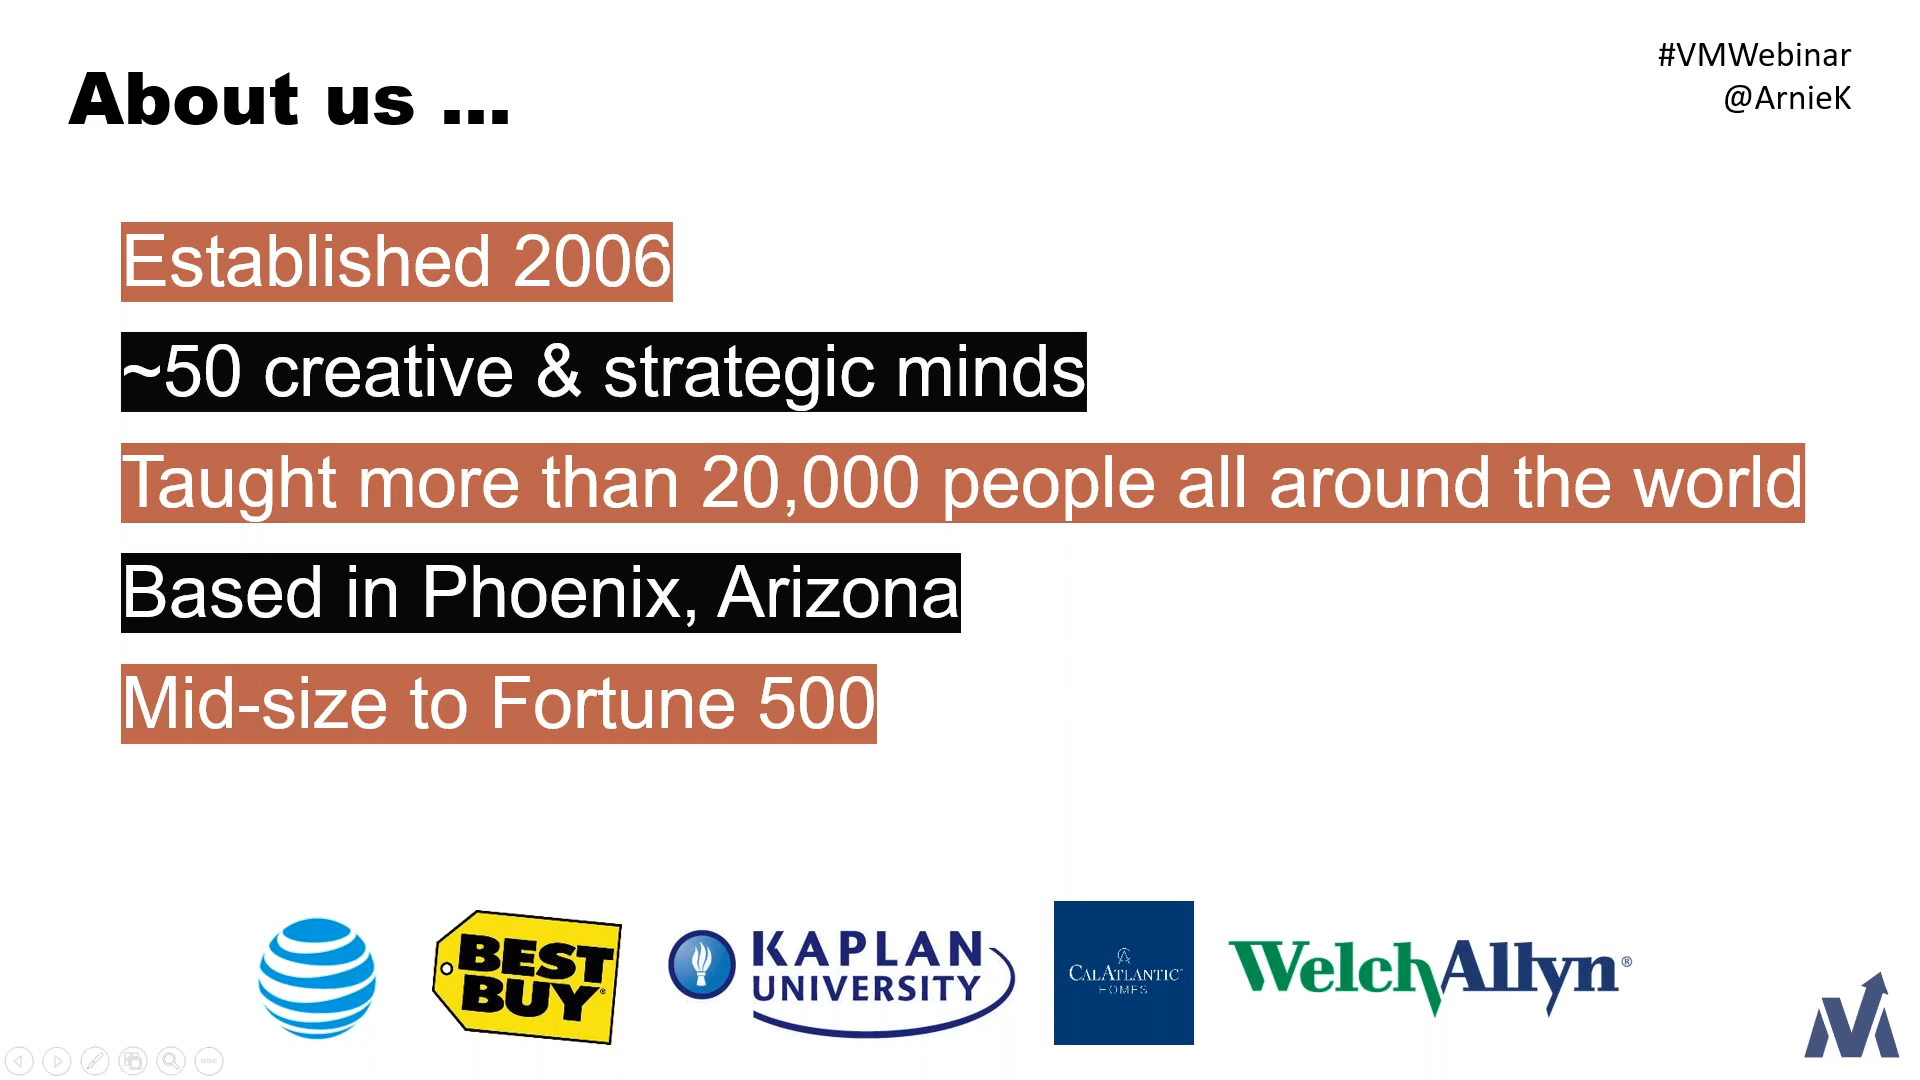 #VMWebinar
@ArnieK
About us ...
Established 2006
~50 creative & strategic minds
Taught more than 20,000 people all around the world
Based in Phoenix, Arizona
Mid-size to Fortune 500
BEST
BUY
KAPLAN
UNIVERSITY
CALATLANTIC
HOMES
WelchAllyn®